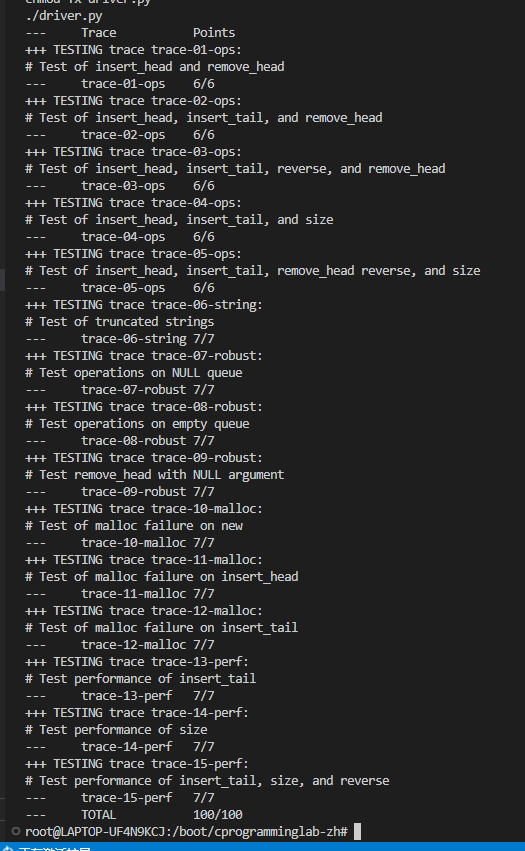 chmod +x driver.py
./driver.py
---     Trace           Points
+++ TESTING trace trace-01-ops:
# Test of insert_head and remove_head
---     trace-01-ops    6/6
+++ TESTING trace trace-02-ops:
# Test of insert_head, insert_tail, and remove_head
---     trace-02-ops    6/6
+++ TESTING trace trace-03-ops:
# Test of insert_head, insert_tail, reverse, and remove_head
---     trace-03-ops    6/6
+++ TESTING trace trace-04-ops:
# Test of insert_head, insert_tail, and size
---     trace-04-ops    6/6
+++ TESTING trace trace-05-ops:
# Test of insert_head, insert_tail, remove_head reverse, and size
---     trace-05-ops    6/6
+++ TESTING trace trace-06-string:
# Test of truncated strings
---     trace-06-string 7/7
+++ TESTING trace trace-07-robust:
# Test operations on NULL queue
---     trace-07-robust 7/7
+++ TESTING trace trace-08-robust:
# Test operations on empty queue
---     trace-08-robust 7/7
+++ TESTING trace trace-09-robust:
# Test remove_head with NULL argument
---     trace-09-robust 7/7
+++ TESTING trace trace-10-malloc:
# Test of malloc failure on new
---     trace-10-malloc 7/7
+++ TESTING trace trace-11-malloc:
# Test of malloc failure on insert_head
---     trace-11-malloc 7/7
+++ TESTING trace trace-12-malloc:
# Test of malloc failure on insert_tail
---     trace-12-malloc 7/7
+++ TESTING trace trace-13-perf:
# Test performance of insert_tail
---     trace-13-perf   7/7
+++ TESTING trace trace-14-perf:
# Test performance of size
---     trace-14-perf   7/7
+++ TESTING trace trace-15-perf:
# Test performance of insert_tail, size, and reverse
---     trace-15-perf   7/7
---     TOTAL           100/100
root@LAPTOP-UF4N9KCJ:/boot/cprogramminglab-zh#